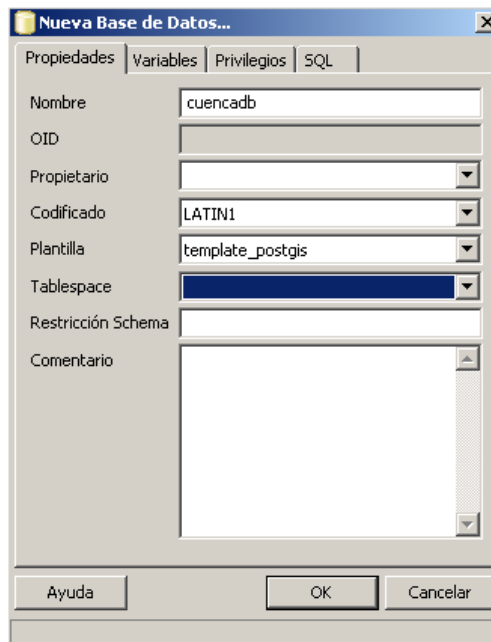 Nueva Base de Datos...
Propiedades Variables Privilegios SQL
Nombre cuencadb
OID
Propietario
Codificado LATIN1
Plantilla template_postgis
Tablespace
Restricción Schema
Comentario
Ayuda OK Cancelar